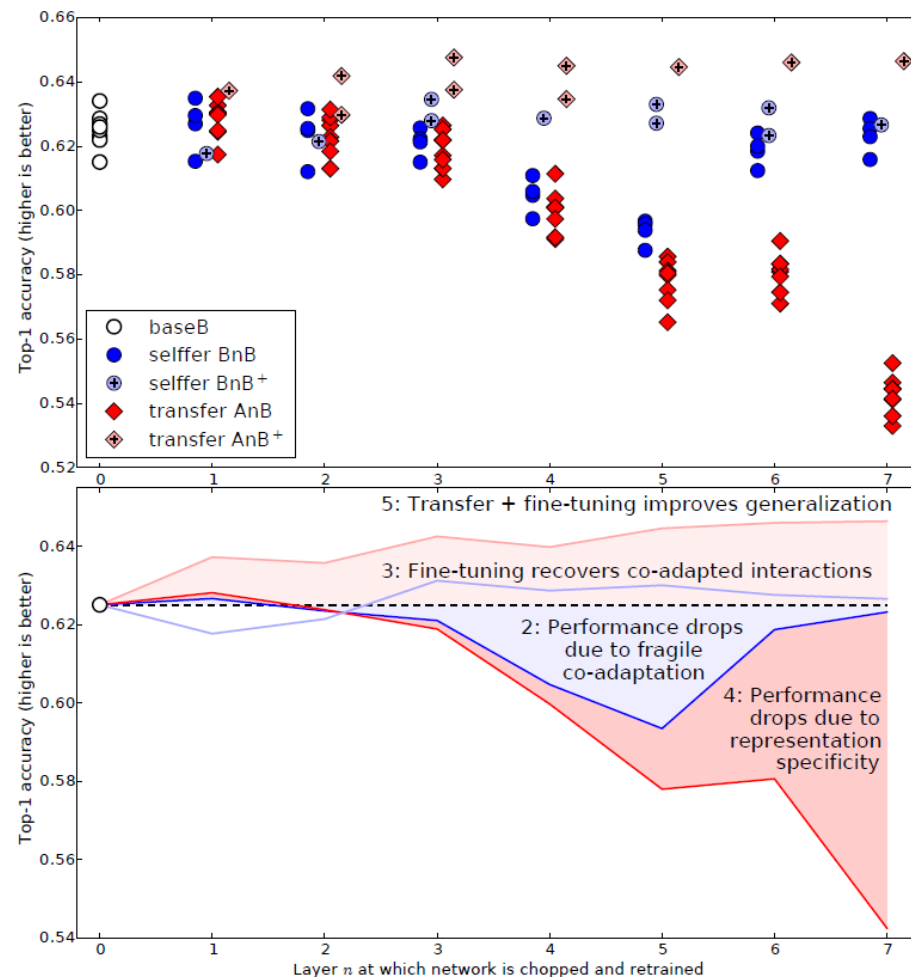 0.66
0.64
0.62
0.60
0.58
0.56
0.54
0.52
Top-1 accuracy (higher is better)
baseB
selffer BnB
selffer BnB⁺
transfer AnB
transfer AnB⁺
0 1 2 3 4 5 6 7
5: Transfer + fine-tuning improves generalization
0.64
3: Fine-tuning recovers co-adapted interactions
0.62
2: Performance drops
due to fragile
co-adaptation
0.60
4: Performance
drops due to
representation
specificity
0.58
0.56
0.54
Top-1 accuracy (higher is better)
0 1 2 3 4 5 6 7
Layer n at which network is chopped and retrained